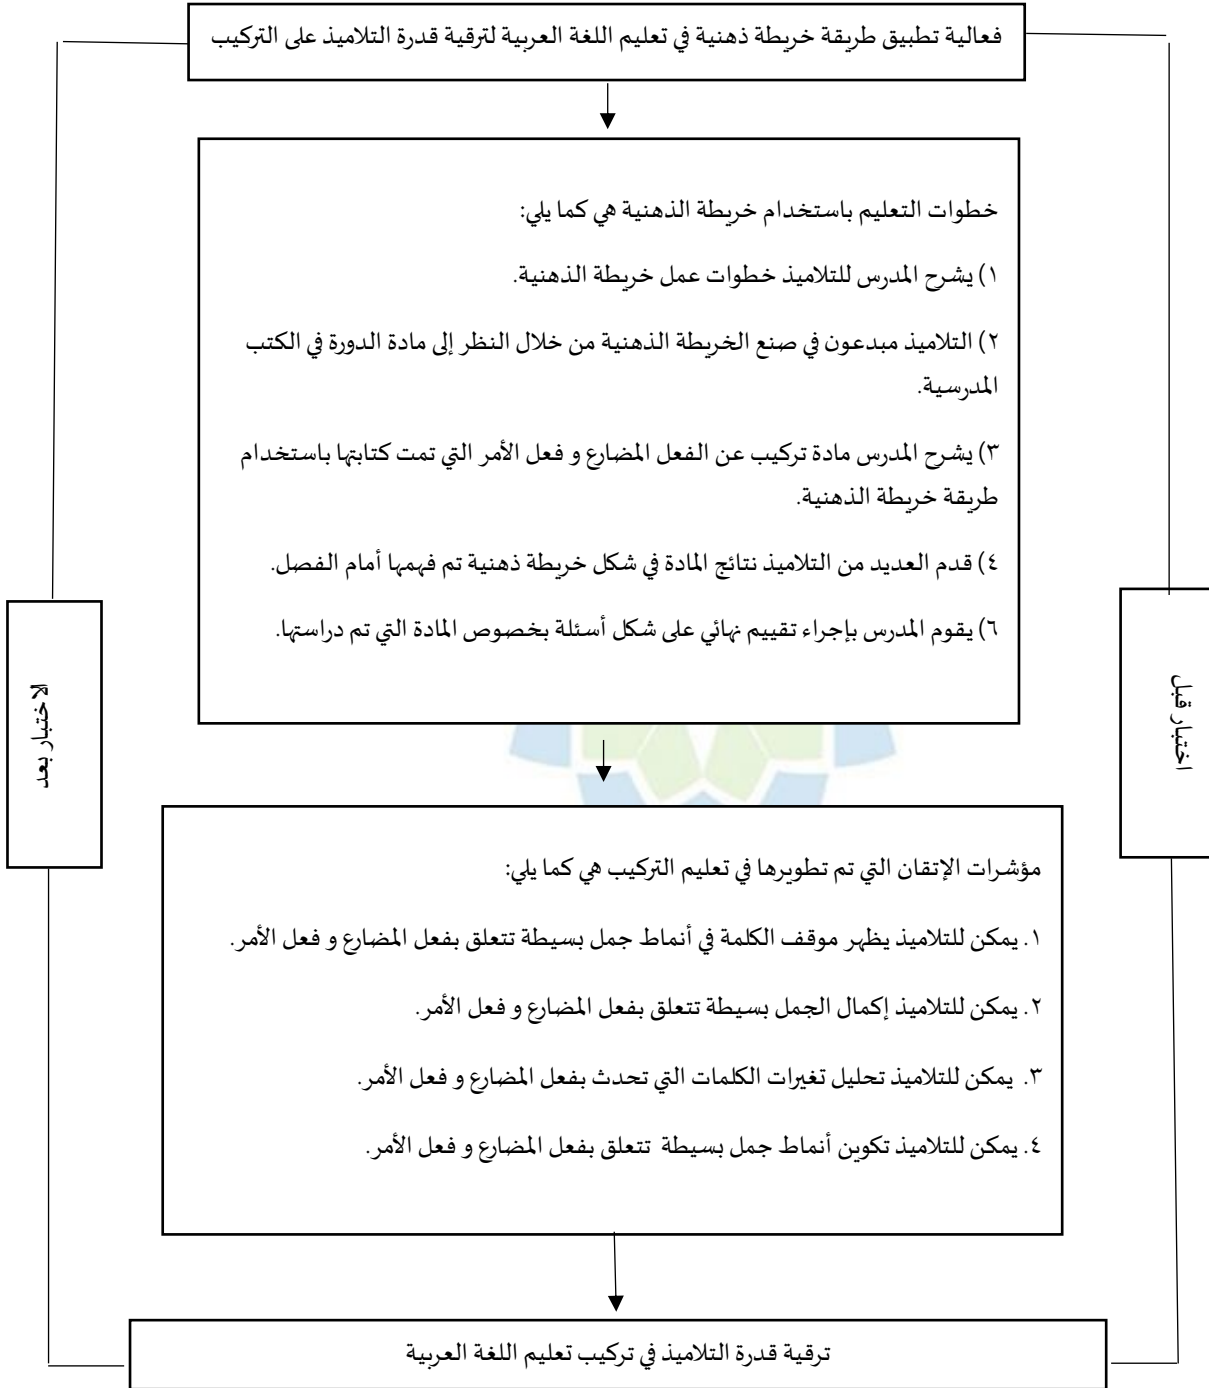 فعالية تطبيق طريقة خريطة ذهنية في تعليم اللغة العربية لترقية قدرة التلاميذ على التركيب
خطوات التعليم باستخدام خريطة الذهنية هي كما يلي:
١) يشرح المدرس للتلاميذ خطوات عمل خريطة الذهنية.
٢) التلاميذ مبدعون في صنع الخريطة الذهنية من خلال النظر إلى مادة الدورة في الكتب
المدرسية.
٣) يشرح المدرس مادة تركيب عن الفعل المضارع و فعل الأمر التي تمت كتابتها باستخدام
طريقة خريطة الذهنية.
٤) قدم العديد من التلاميذ نتائج المادة في شكل خريطة ذهنية تم فهمها أمام الفصل.
٦) يقوم المدرس بإجراء تقييم نهائي على شكل أسئلة بخصوص المادة التي تم دراستها.
اختبار قبل
الاختبار بعد
مؤشرات الإتقان التي تم تطويرها في تعليم التركيب هي كما يلي:
١. يمكن للتلاميذ يظهر موقف الكلمة في أنماط جمل بسيطة تتعلق بفعل المضارع و فعل الأمر.
٢. يمكن للتلاميذ إكمال الجمل بسيطة تتعلق بفعل المضارع و فعل الأمر.
٣. يمكن للتلاميذ تحليل تغيرات الكلمات التي تحدث بفعل المضارع و فعل الأمر.
٤. يمكن للتلاميذ تكوين أنماط جمل بسيطة تتعلق بفعل المضارع و فعل الأمر.
ترقية قدرة التلاميذ في تركيب تعليم اللغة العربية